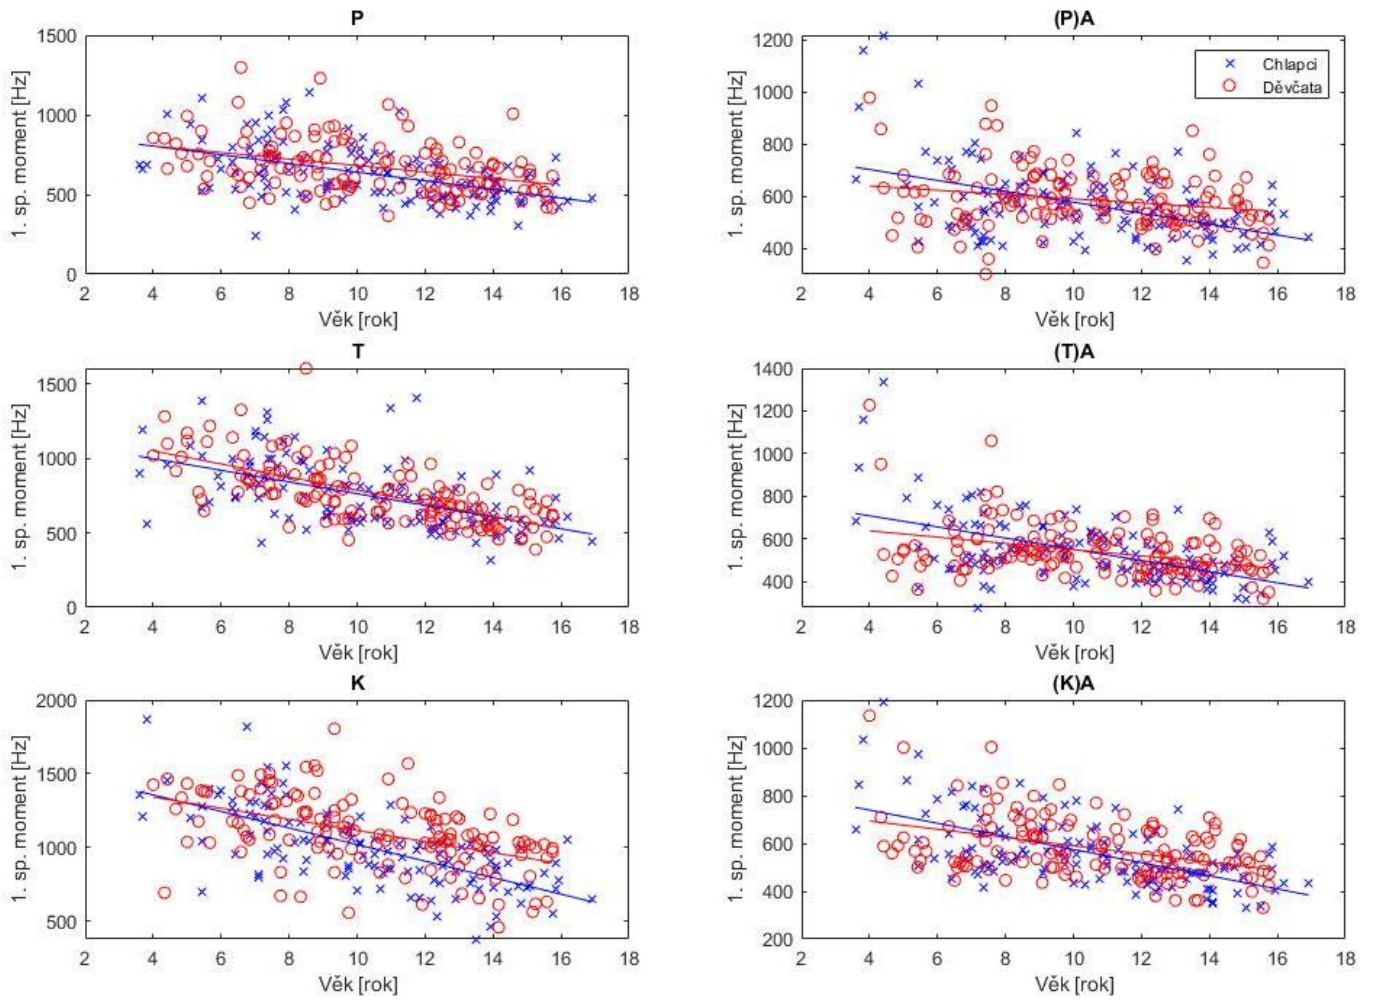 P
1500
1000
500
0
2 4 6 8 10 12 14 16 18
1. sp. moment [Hz]
Věk [rok]
(P)A
1200
1000
800
600
400
2 4 6 8 10 12 14 16 18
1. sp. moment [Hz]
Věk [rok]
Chlapci
Děvčata
T
1500
1000
500
0
2 4 6 8 10 12 14 16 18
1. sp. moment [Hz]
Věk [rok]
(T)A
1400
1200
1000
800
600
400
2 4 6 8 10 12 14 16 18
1. sp. moment [Hz]
Věk [rok]
K
2000
1500
1000
500
2 4 6 8 10 12 14 16 18
1. sp. moment [Hz]
Věk [rok]
(K)A
1200
1000
800
600
400
200
2 4 6 8 10 12 14 16 18
1. sp. moment [Hz]
Věk [rok]